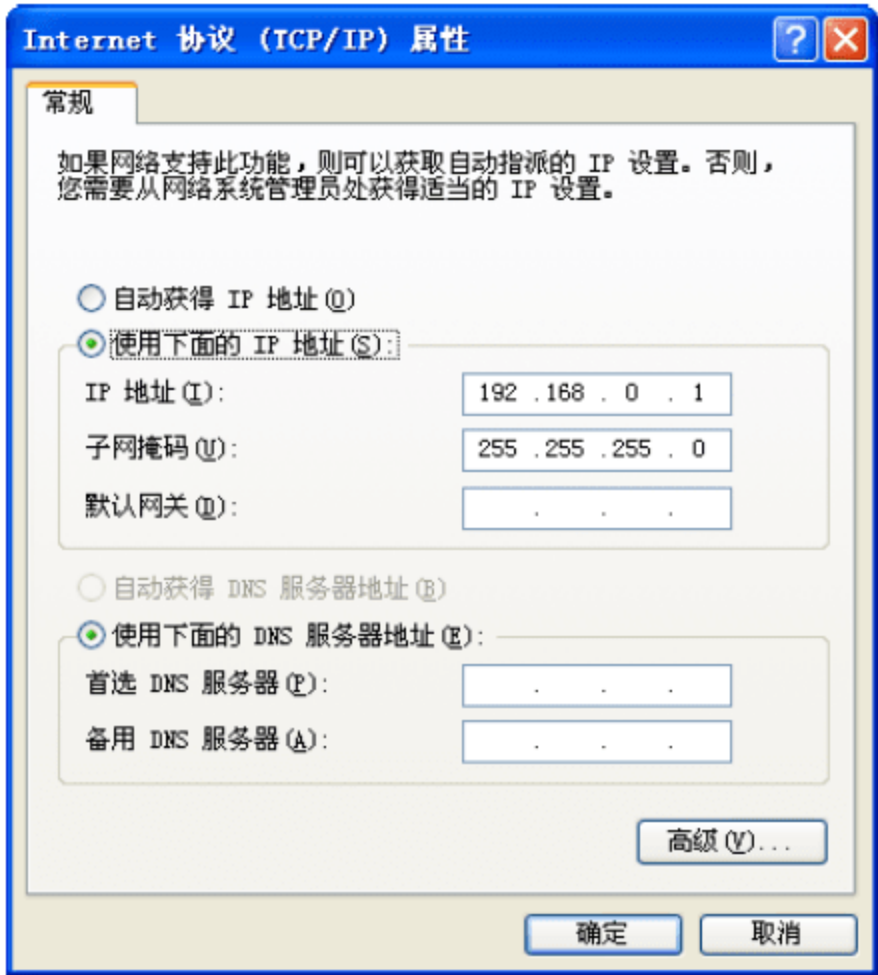 Internet 协议 (TCP/IP) 属性
常规
如果网络支持此功能，则可以获取自动指派的 IP 设置。否则，
您需要从网络系统管理员处获得适当的 IP 设置。
自动获得 IP 地址(O)
使用下面的 IP 地址(S):
IP 地址(I): 192 .168 . 0 . 1
子网掩码(U): 255 .255 .255 . 0
默认网关(D): . . .
自动获得 DNS 服务器地址(B)
使用下面的 DNS 服务器地址(E):
首选 DNS 服务器(P): . . .
备用 DNS 服务器(A): . . .
高级(V)...
确定 取消